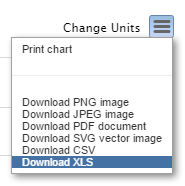 Change Units
Print chart
Download PNG image
Download JPEG image
Download PDF document
Download SVG vector image
Download CSV
Download XLS